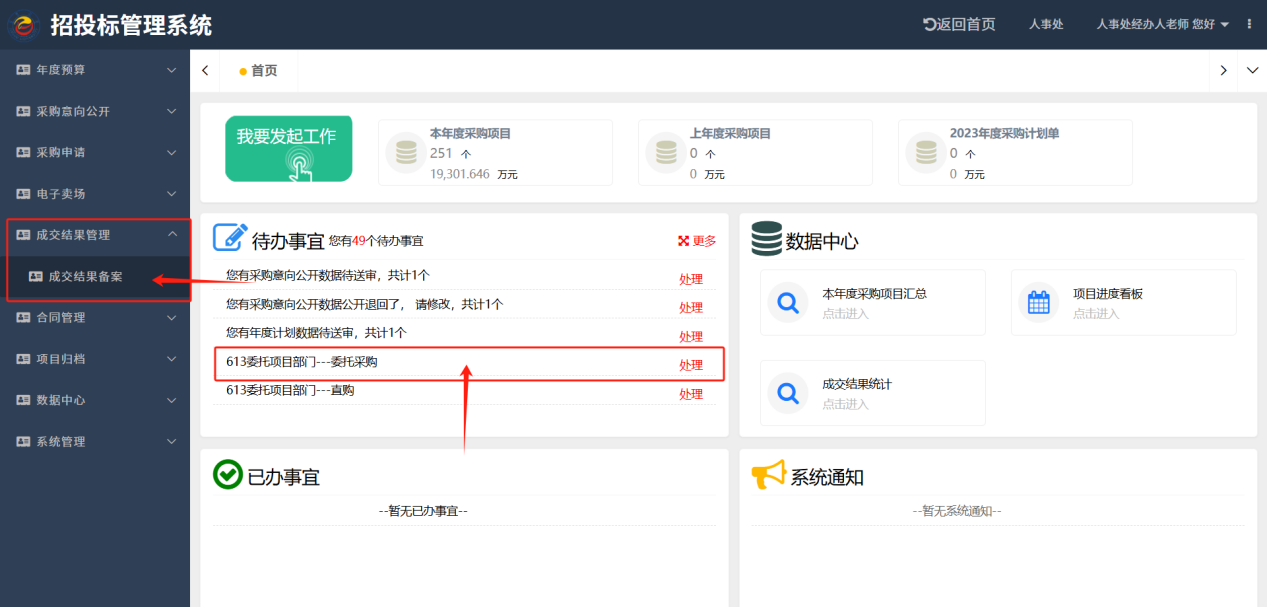 招投标管理系统
返回首页
人事处
人事处经办人老师 您好
年度预算
采购意向公开
采购申请
电子卖场
成交结果管理
成交结果备案
合同管理
项目归档
数据中心
系统管理
首页
我要发起工作
本年度采购项目
251 个
19,301.646 万元
上年度采购项目
0 个
0 万元
2023年度采购计划单
0 个
0 万元
待办事宜 您有49个待办事宜
更多
您有采购意向公开数据待送审，共计1个
处理
您有采购意向公开数据公开退回了， 请修改，共计1个
处理
您有年度计划数据待送审，共计1个
处理
613委托项目部门---委托采购
处理
613委托项目部门---直购
处理
数据中心
本年度采购项目汇总
点击进入
项目进度看板
点击进入
成交结果统计
点击进入
已办事宜
--暂无已办事宜--
系统通知
--暂无系统通知--